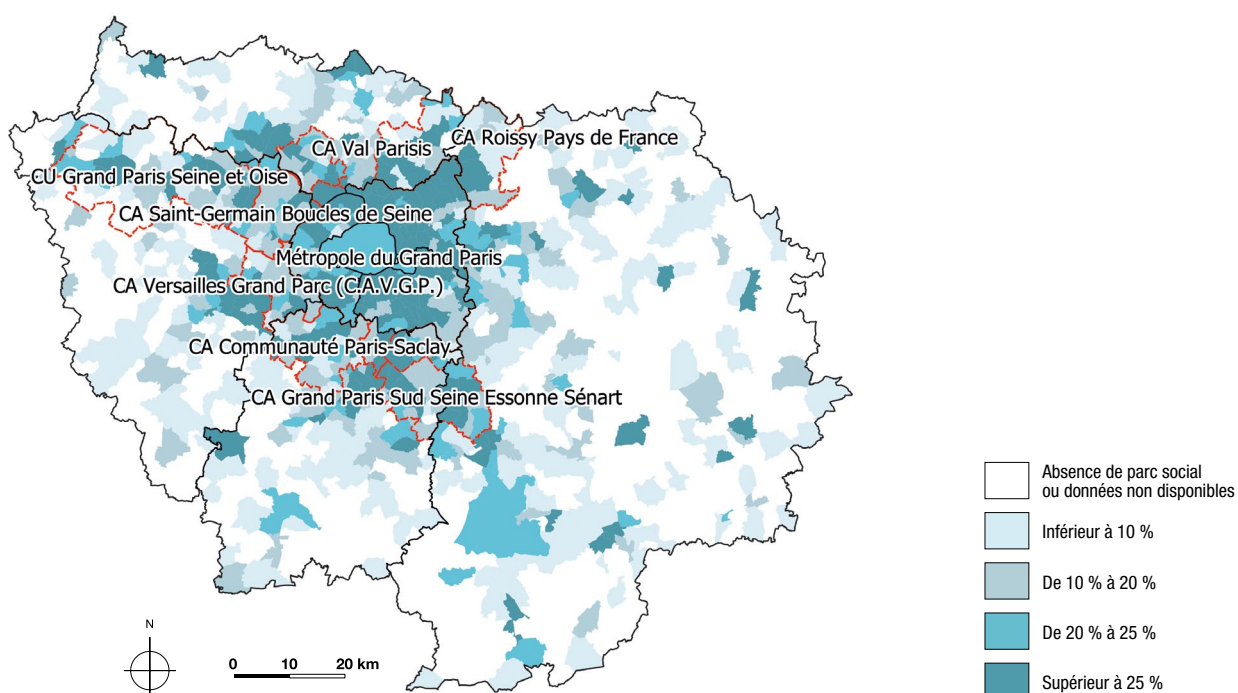 CA Roissy Pays de France
CA Val Parisis
CU Grand Paris Seine et Oise
CA Saint-Germain Boucles de Seine
Métropole du Grand Paris
CA Versailles Grand Parc (C.A.V.G.P.)
CA Communauté Paris-Saclay
CA Grand Paris Sud Seine Essonne Sénart
N
0 10 20 km
Absence de parc social
ou données non disponibles
Inférieur à 10 %
De 10 % à 20 %
De 20 % à 25 %
Supérieur à 25 %